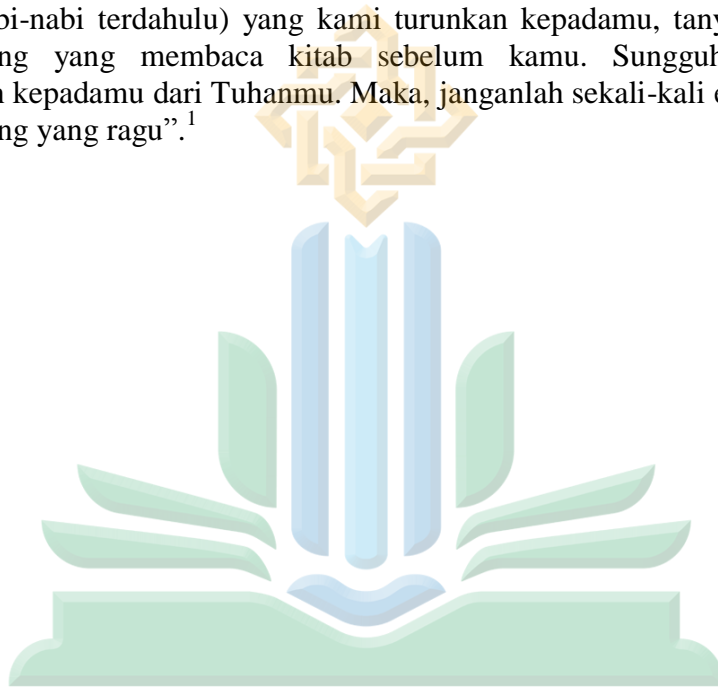 bi-nabi terdahulu) yang kami turunkan kepadamu, tany
ng yang membaca kitab sebelum kamu. Sungguh
n kepadamu dari Tuhanmu. Maka, janganlah sekali-kali e
ng yang ragu”.¹